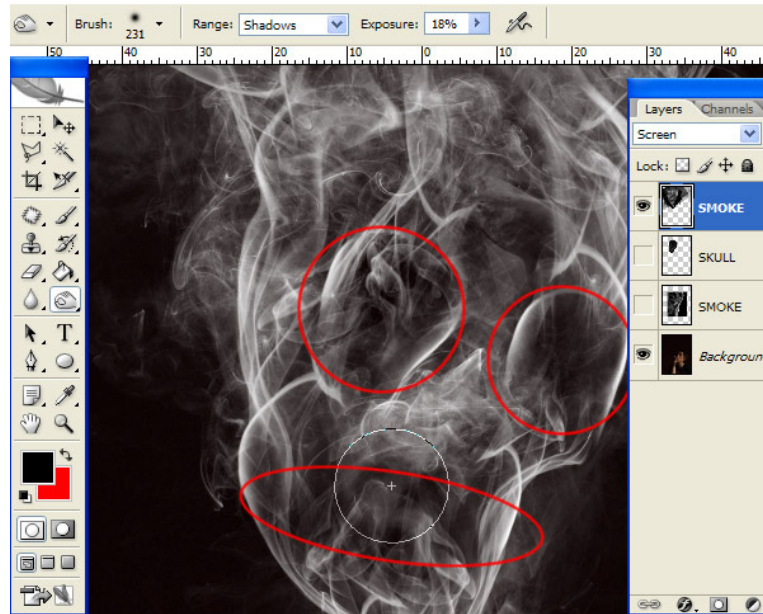 Brush: 231 Range: Shadows Exposure: 18%
50 40 30 20 10 0 10 20 30 40
Layers Channels
Screen
Lock:
SMOKE
SKULL
SMOKE
Backgroun
T